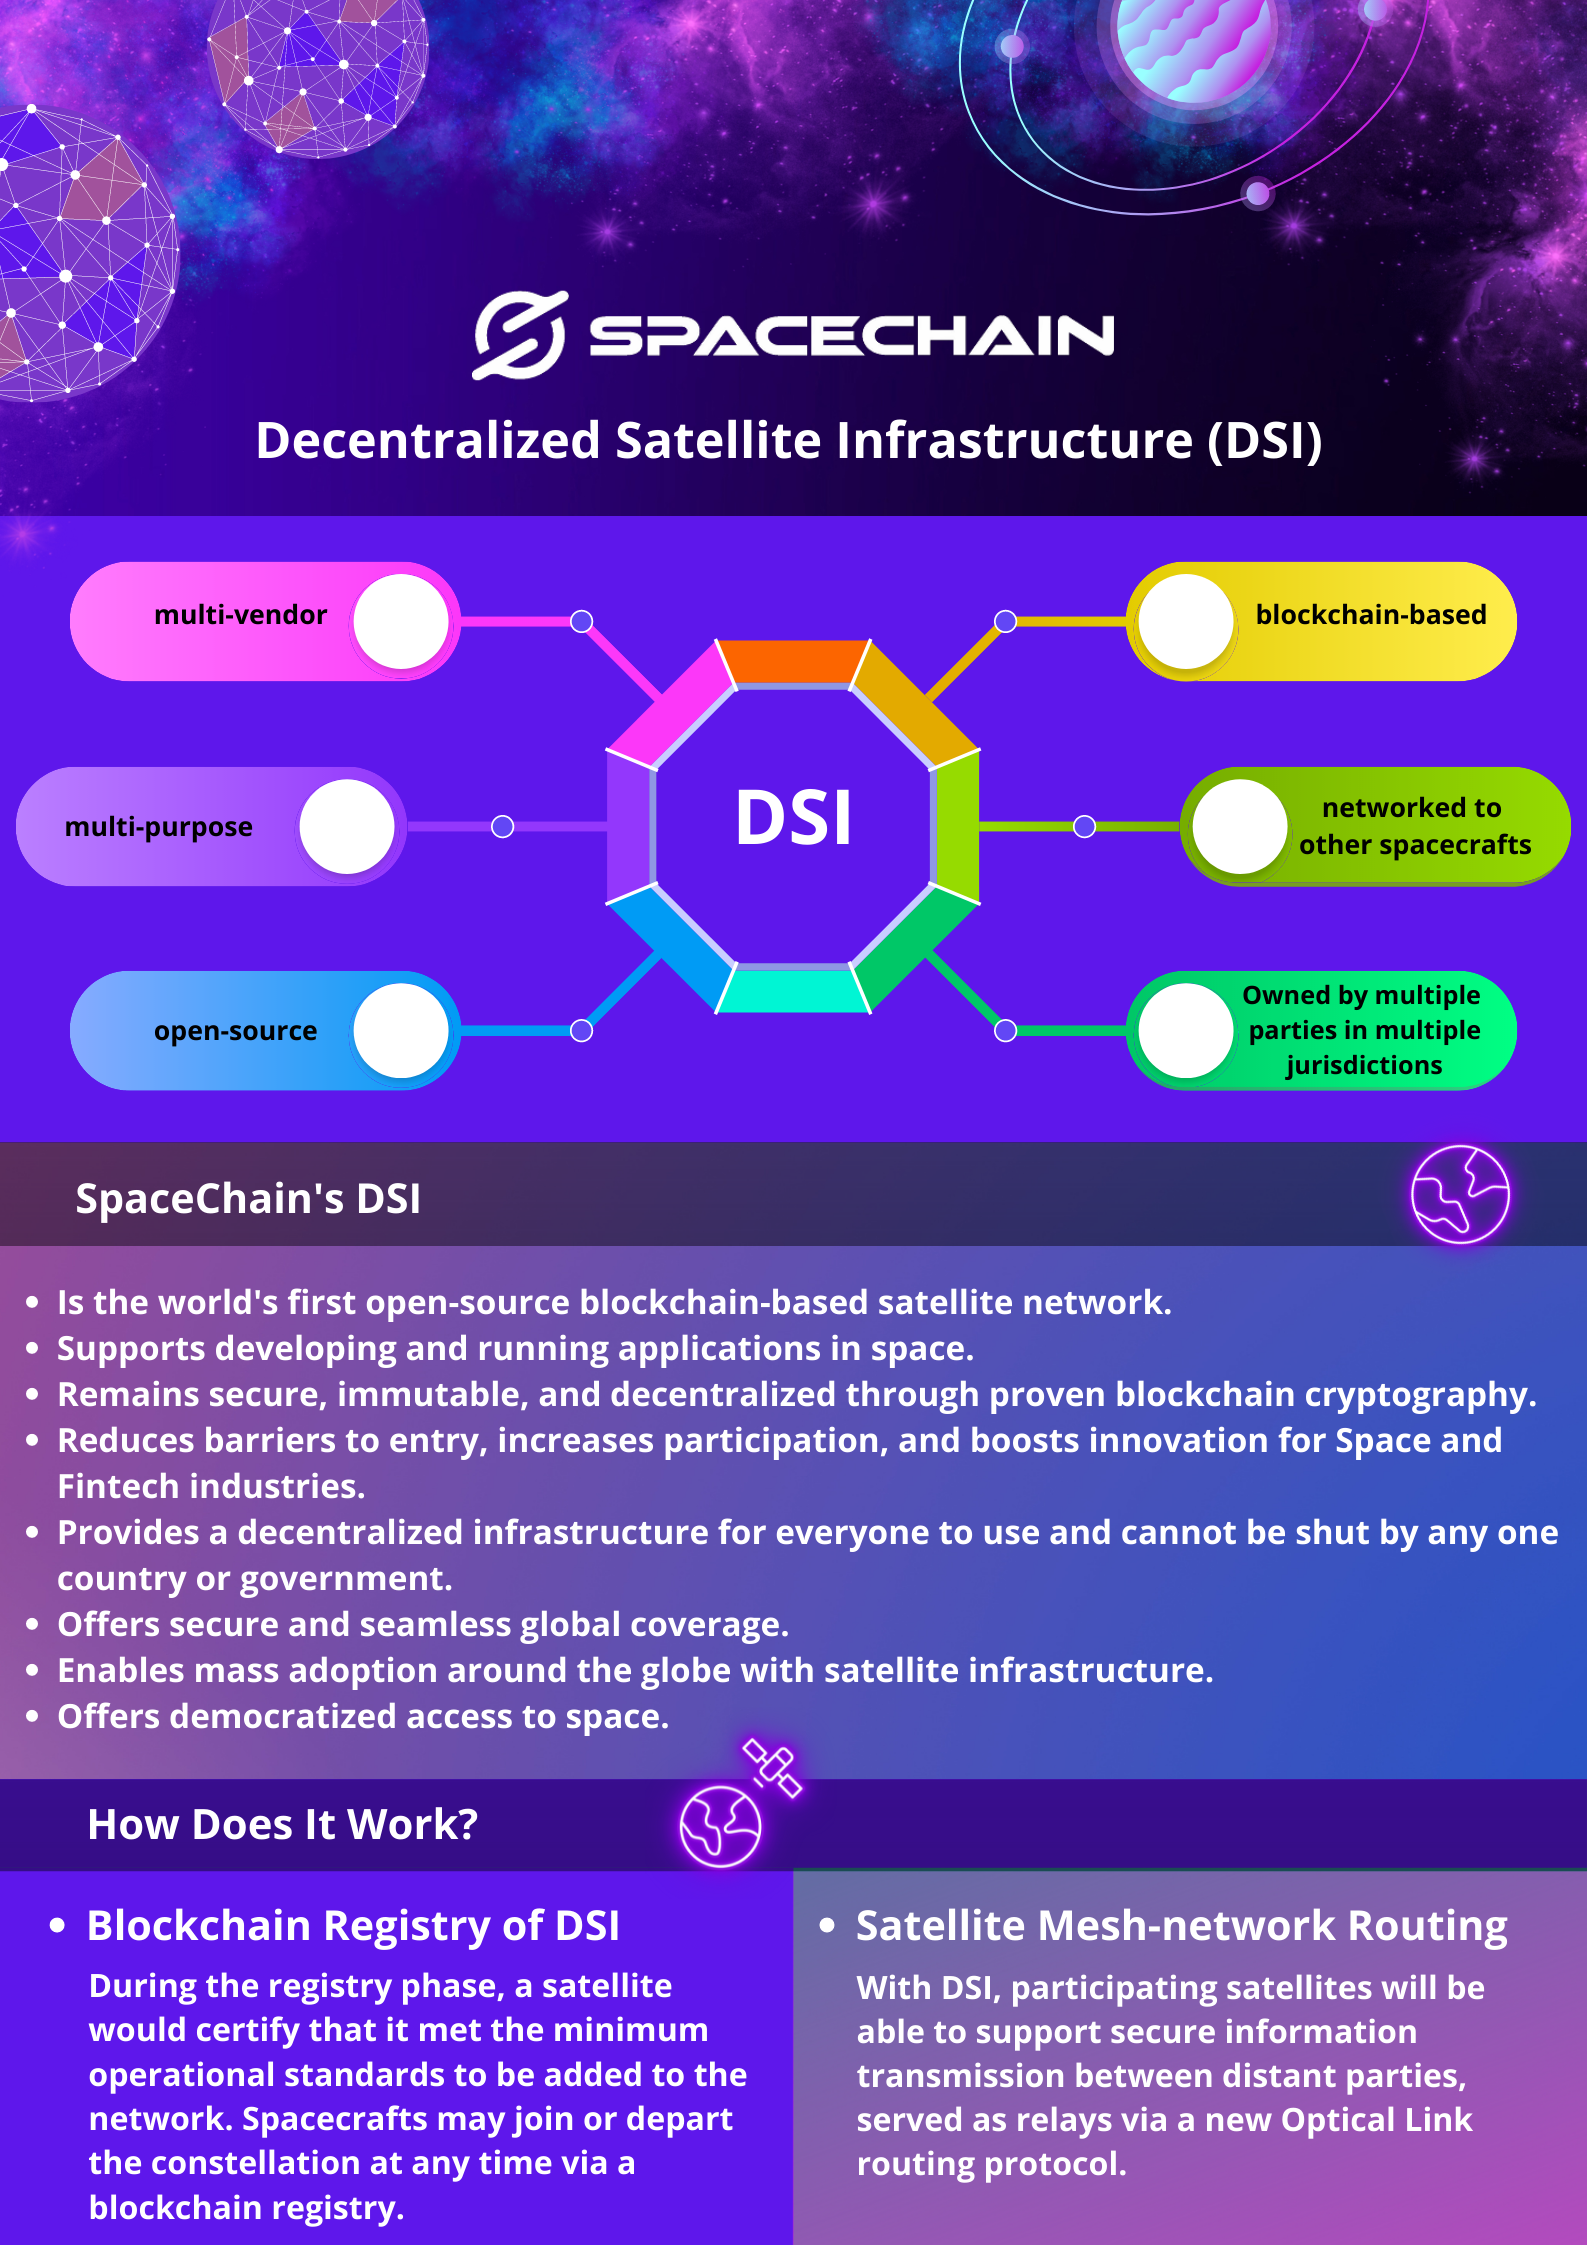 SPACECHAIN
Decentralized Satellite Infrastructure (DSI)
multi-vendor
blockchain-based
multi-purpose
DSI
networked to
other spacecrafts
open-source
Owned by multiple
parties in multiple
jurisdictions
SpaceChain's DSI
• Is the world's first open-source blockchain-based satellite network.
• Supports developing and running applications in space.
• Remains secure, immutable, and decentralized through proven blockchain cryptography.
• Reduces barriers to entry, increases participation, and boosts innovation for Space and
Fintech industries.
• Provides a decentralized infrastructure for everyone to use and cannot be shut by any one
country or government.
• Offers secure and seamless global coverage.
• Enables mass adoption around the globe with satellite infrastructure.
• Offers democratized access to space.
How Does It Work?
• Blockchain Registry of DSI
During the registry phase, a satellite
would certify that it met the minimum
operational standards to be added to the
network. Spacecrafts may join or depart
the constellation at any time via a
blockchain registry.
• Satellite Mesh-network Routing
With DSI, participating satellites will be
able to support secure information
transmission between distant parties,
served as relays via a new Optical Link
routing protocol.